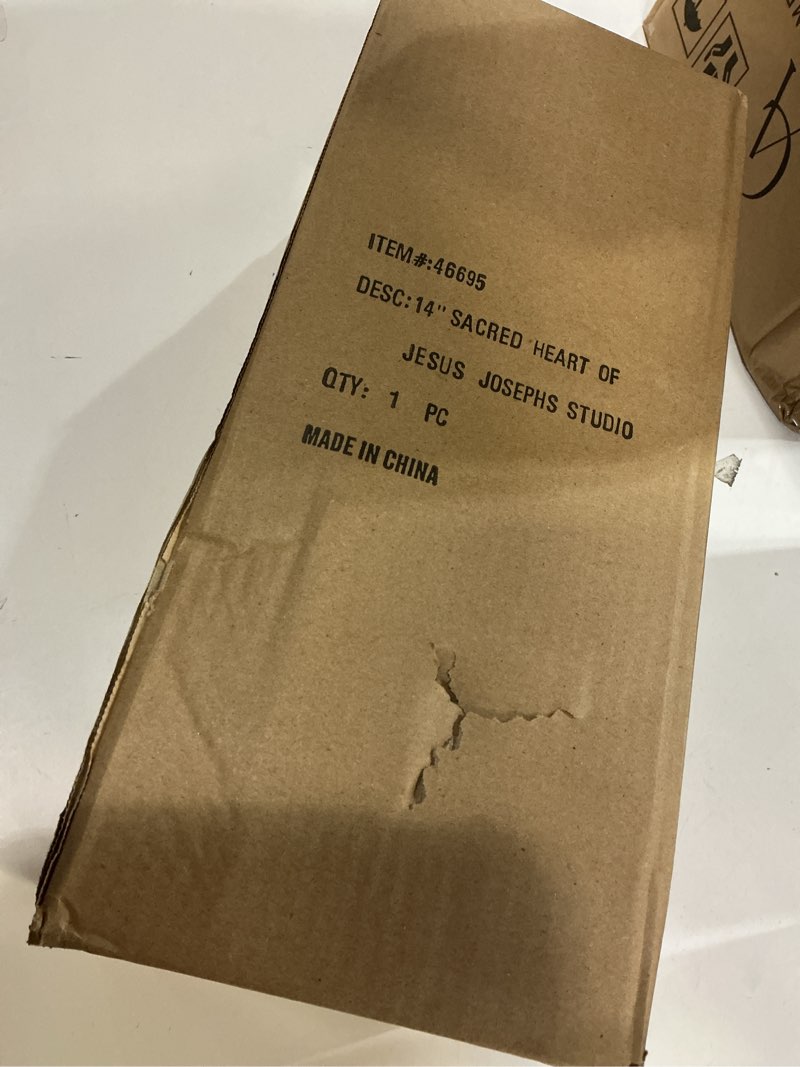 ITEM#:46695
DESC:14" SACRED HEART OF
JESUS JOSEPHS STUDIO
QTY: 1 PC
MADE IN CHINA